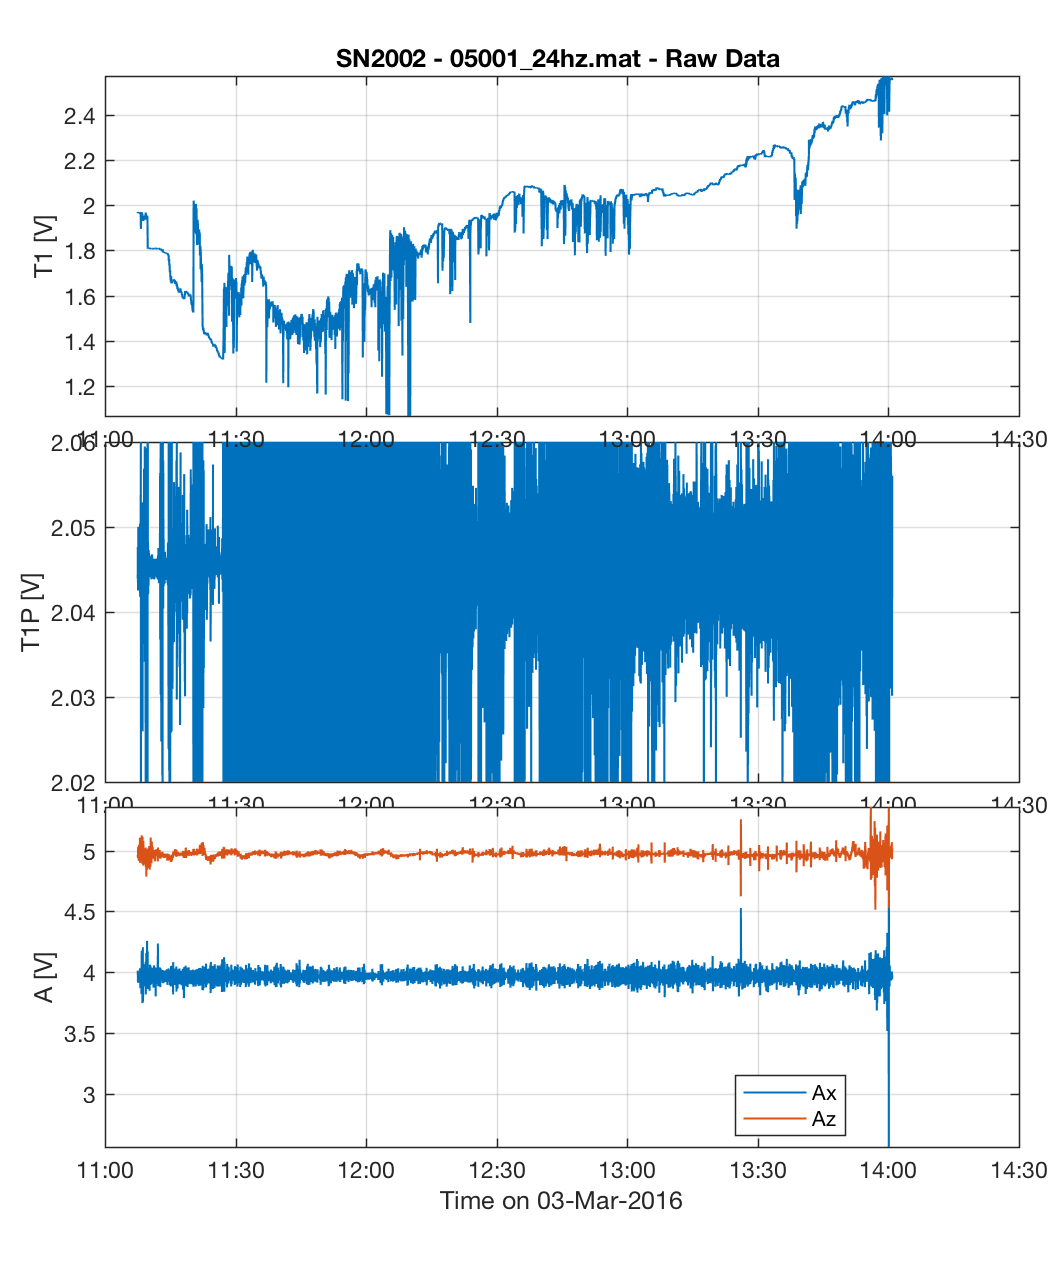 SN2002 - 05001_24hz.mat - Raw Data
T1 [V]
2.4
2.2
2
1.8
1.6
1.4
1.2
11:00 11:30 12:00 12:30 13:00 13:30 14:00 14:30
T1P [V]
2.06
2.05
2.04
2.03
2.02
11:00 11:30 12:00 12:30 13:00 13:30 14:00 14:30
A [V]
5
4.5
4
3.5
3
Ax
Az
11:00 11:30 12:00 12:30 13:00 13:30 14:00 14:30
Time on 03-Mar-2016